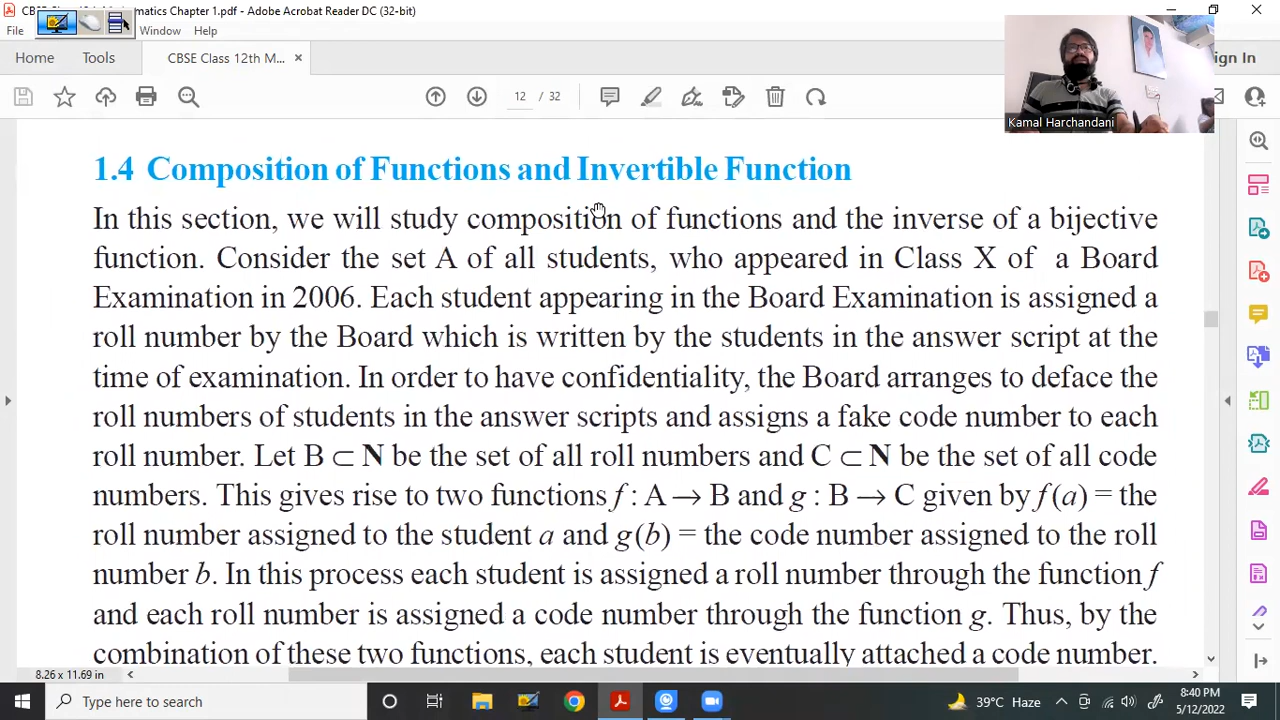 matics Chapter 1.pdf - Adobe Acrobat Reader DC (32-bit)
File Window Help
Home Tools CBSE Class 12th M... × Sign In
12 / 32
Kamal Harchandani
1.4 Composition of Functions and Invertible Function
In this section, we will study composition of functions and the inverse of a bijective
function. Consider the set A of all students, who appeared in Class X of a Board
Examination in 2006. Each student appearing in the Board Examination is assigned a
roll number by the Board which is written by the students in the answer script at the
time of examination. In order to have confidentiality, the Board arranges to deface the
roll numbers of students in the answer scripts and assigns a fake code number to each
roll number. Let B ⊂ N be the set of all roll numbers and C ⊂ N be the set of all code
numbers. This gives rise to two functions f : A → B and g : B → C given by f(a) = the
roll number assigned to the student a and g(b) = the code number assigned to the roll
number b. In this process each student is assigned a roll number through the function f
and each roll number is assigned a code number through the function g. Thus, by the
combination of these two functions, each student is eventually attached a code number.
8.26 x 11.69 in
Type here to search
39°C Haze
8:40 PM
5/12/2022